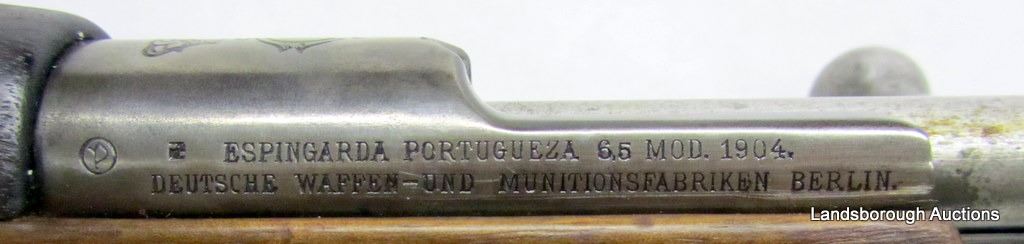 ESPINGARDA PORTUGUEZA 6,5 MOD. 1904.
DEUTSCHE WAFFEN-UND MUNITIONSFABRIKEN BERLIN.
Landsborough Auctions